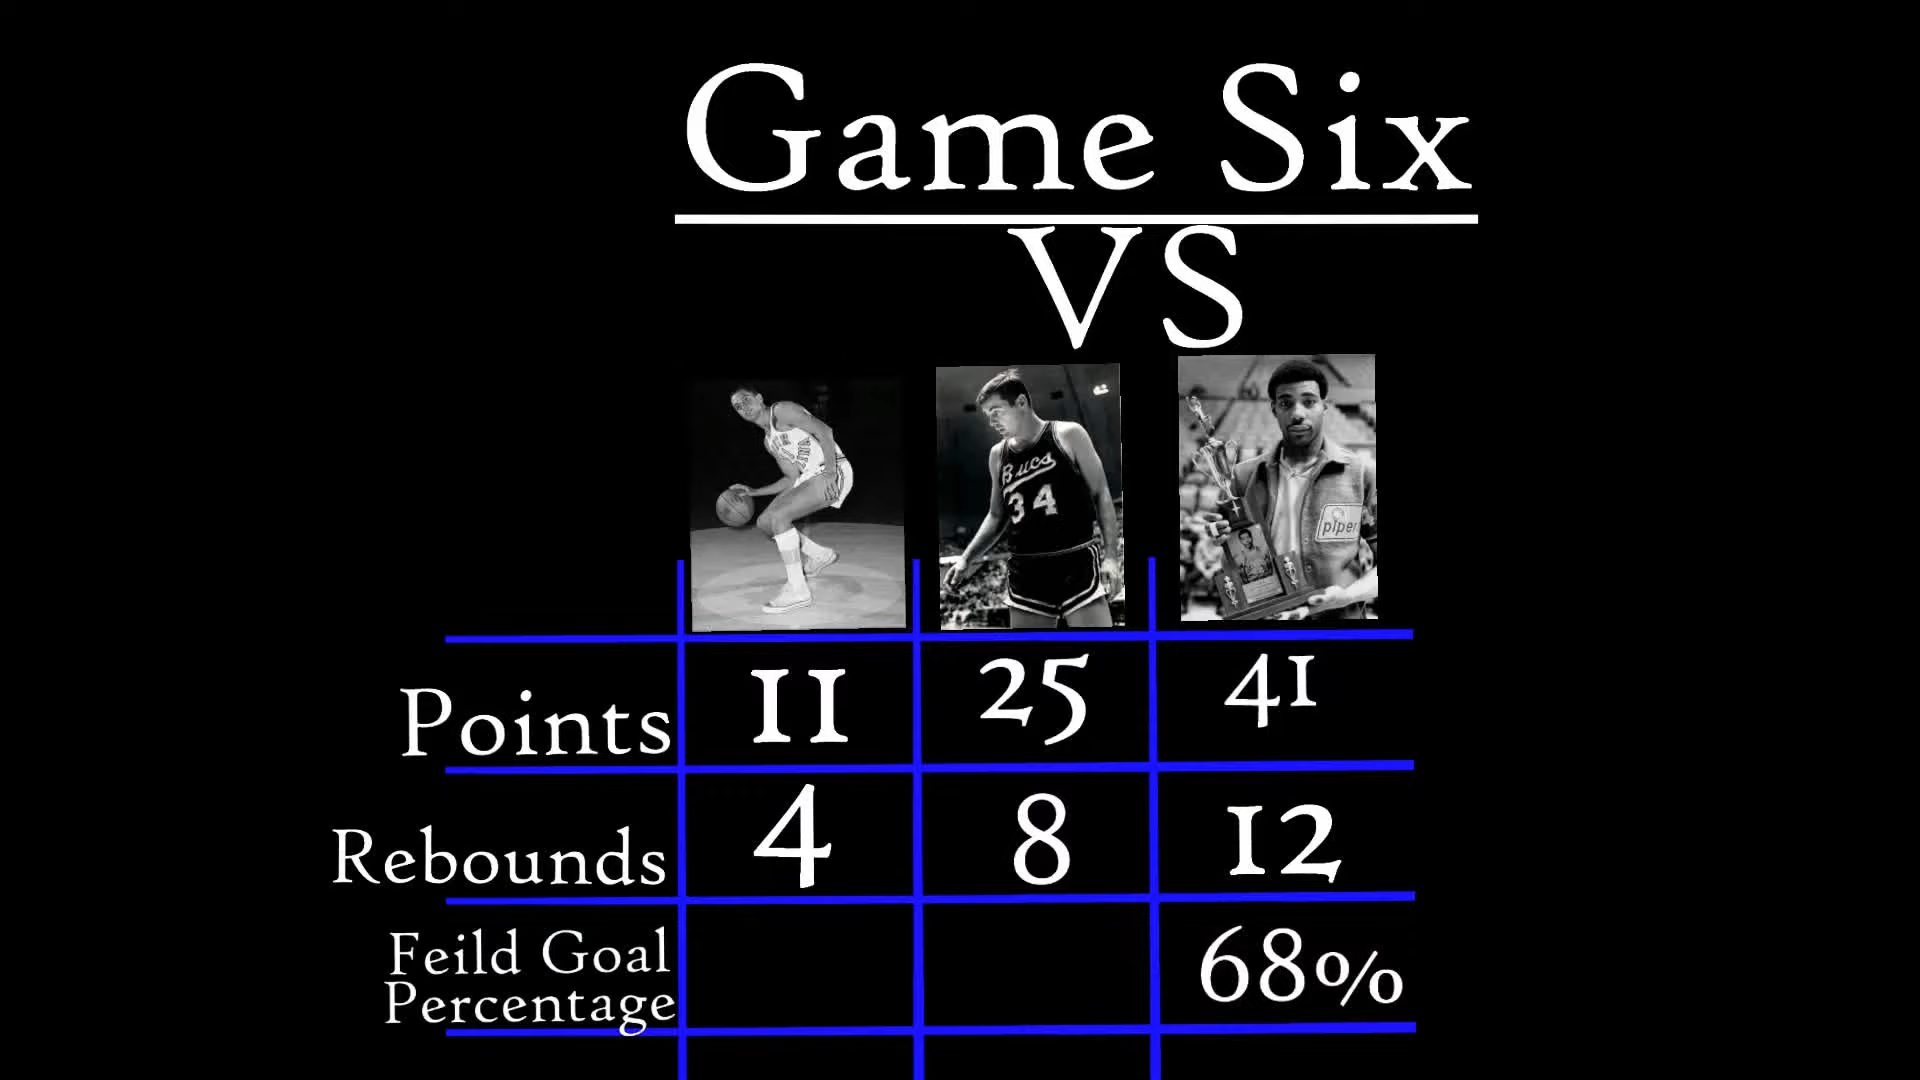 Game Six
VS
Bucs
34
piper
Points 11 25 41
Rebounds 4 8 12
Feild Goal
Percentage
68%